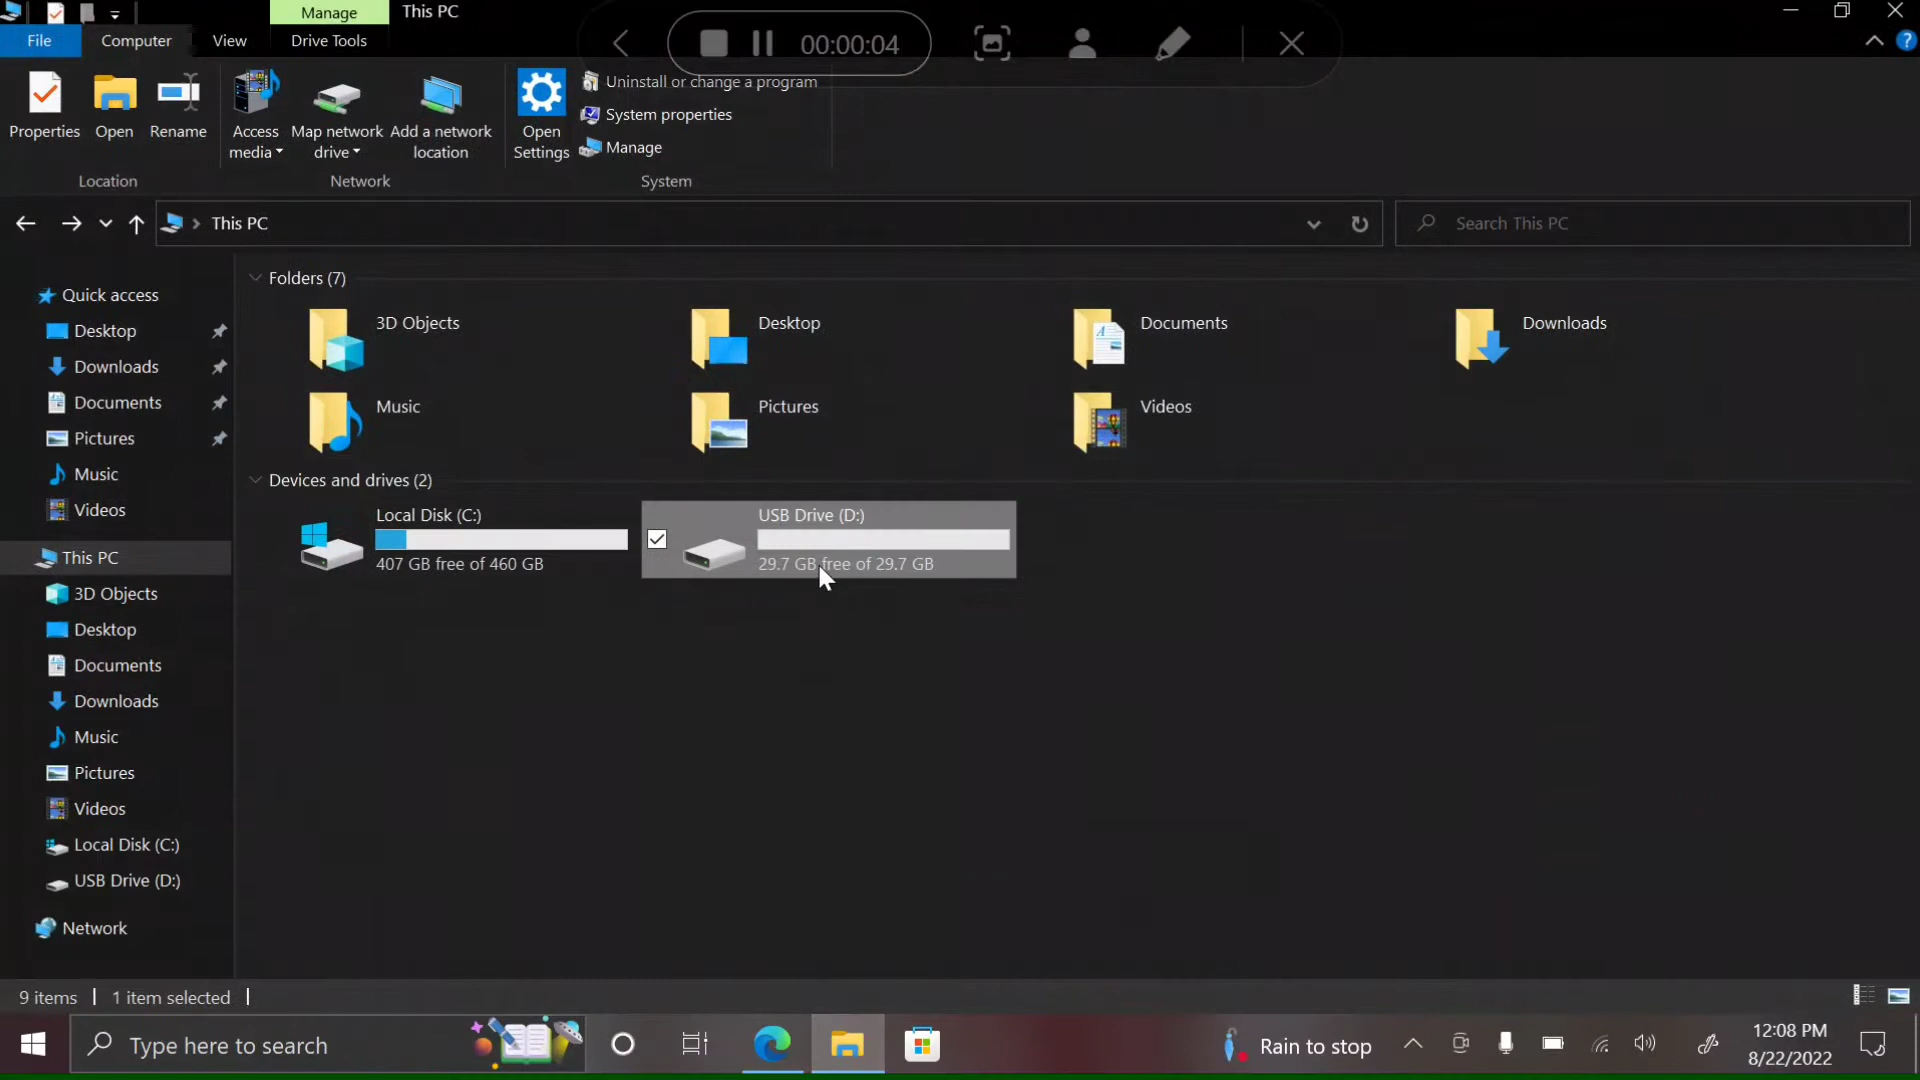 Manage
This PC
File
Computer
View
Drive Tools
00:00:04
Properties
Open
Rename
Access media
Map network drive
Add a network location
Open Settings
Uninstall or change a program
System properties
Manage
Location
Network
System
This PC
Search This PC
Quick access
Desktop
Downloads
Documents
Pictures
Music
Videos
This PC
3D Objects
Desktop
Documents
Downloads
Music
Pictures
Videos
Local Disk (C:)
USB Drive (D:)
Network
Folders (7)
3D Objects
Desktop
Documents
Downloads
Music
Pictures
Videos
Devices and drives (2)
Local Disk (C:)
407 GB free of 460 GB
USB Drive (D:)
29.7 GB free of 29.7 GB
9 items
1 item selected
Type here to search
Rain to stop
12:08 PM
8/22/2022